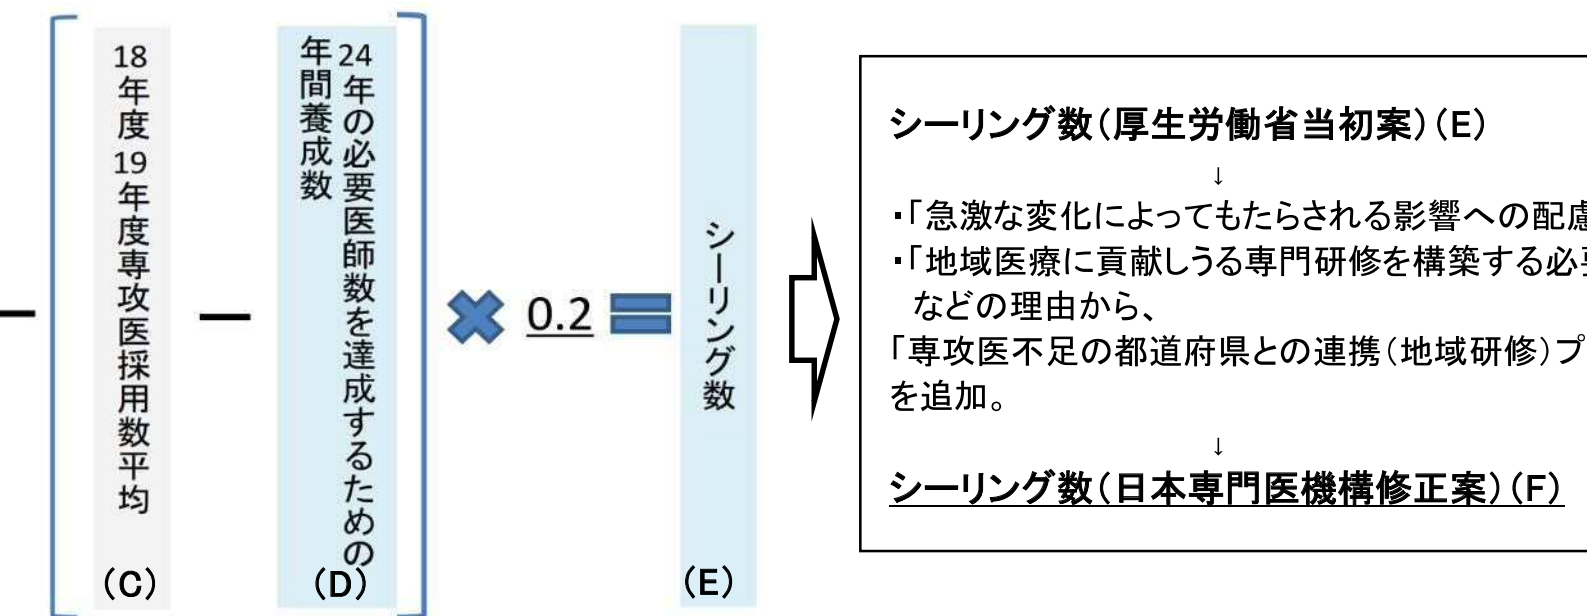 18年度19年度専攻医採用数平均
(C)
24年の必要医師数を達成するための
年間養成数
(D)
0.2
シーリング数
(E)
シーリング数(厚生労働省当初案)(E)
↓
・「急激な変化によってもたらされる影響への配慮
・「地域医療に貢献しうる専門研修を構築する必要
などの理由から、
「専攻医不足の都道府県との連携(地域研修)プ
を追加。
↓
シーリング数(日本専門医機構修正案)(F)